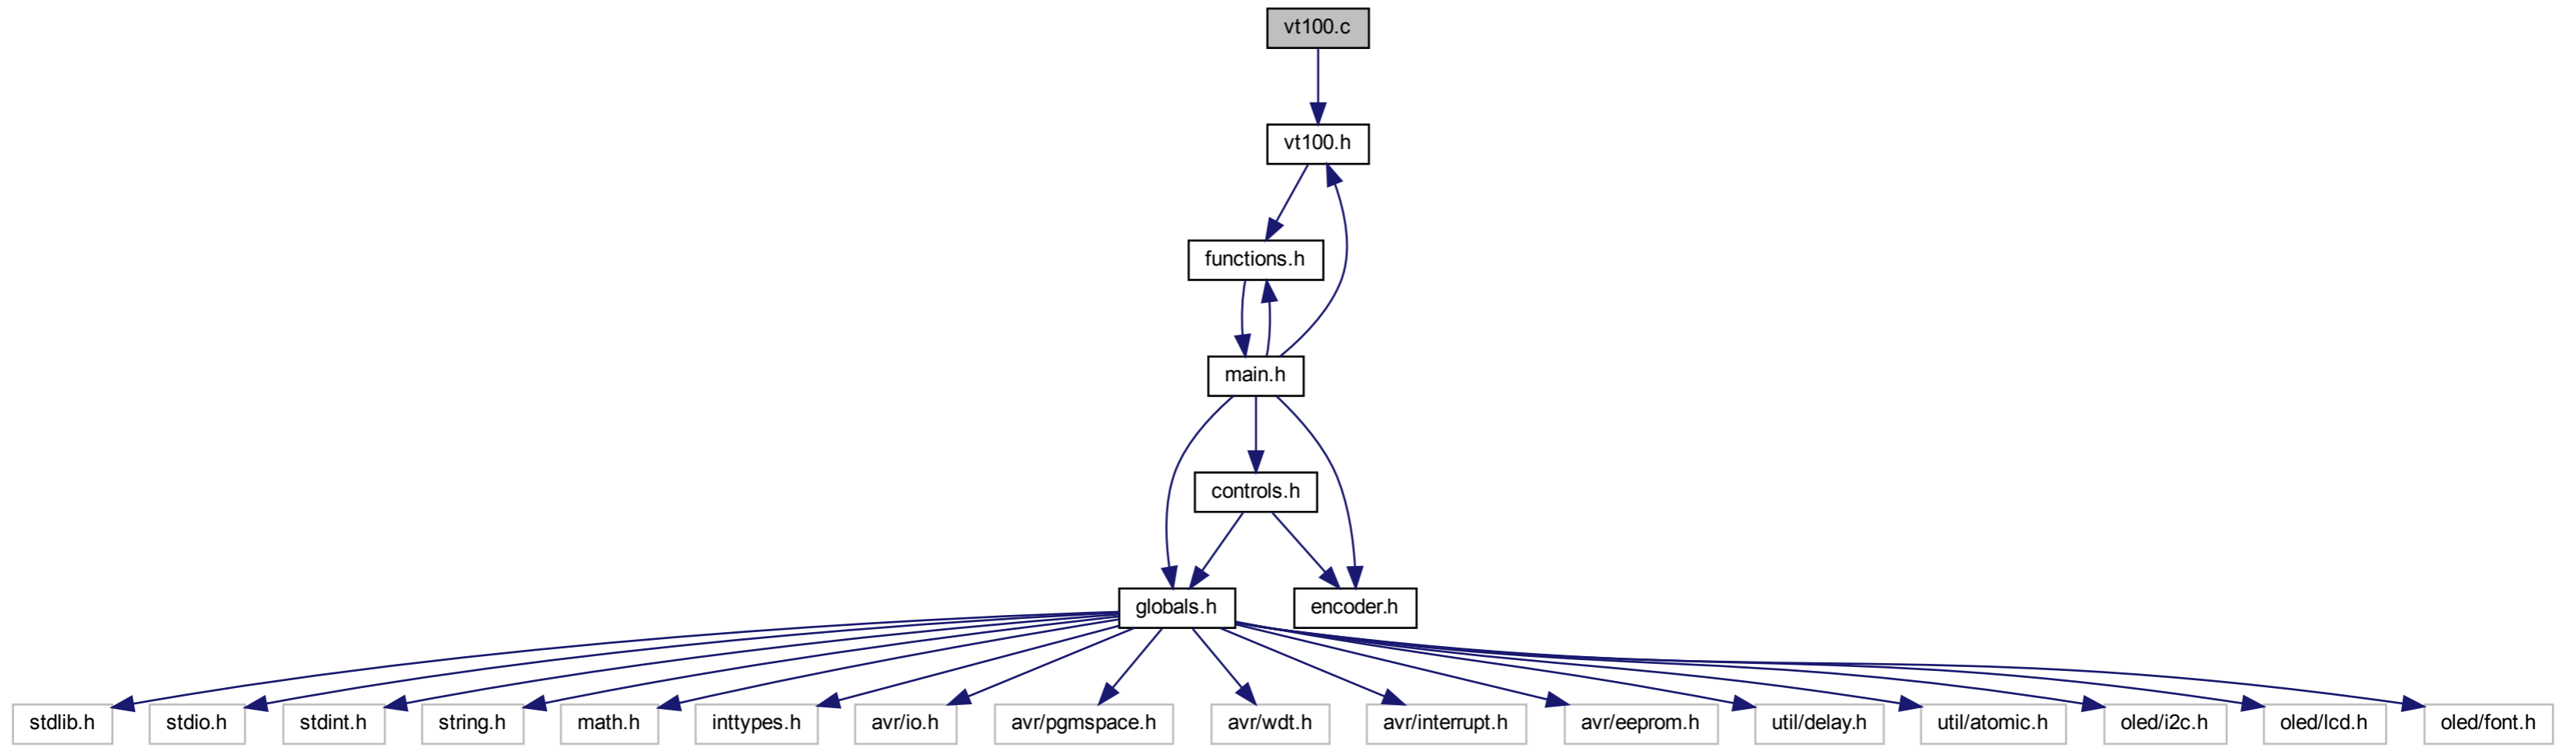 vt100.c
vt100.h
functions.h
main.h
controls.h
globals.h
encoder.h
stdlib.h
stdio.h
stdint.h
string.h
math.h
inttypes.h
avr/io.h
avr/pgmspace.h
avr/wdt.h
avr/interrupt.h
avr/eeprom.h
util/delay.h
util/atomic.h
oled/i2c.h
oled/lcd.h
oled/font.h